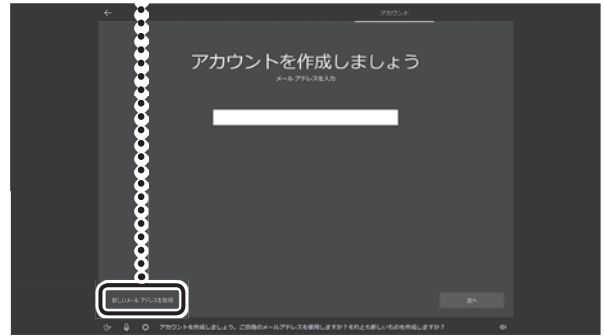 アカウント
アカウントを作成しましょう
メール アドレスを入力
新しいメール アドレスを取得
次へ
アカウントを作成しましょう。ご自身のメールアドレスを使用しますか？それとも新しいものを作成しますか？